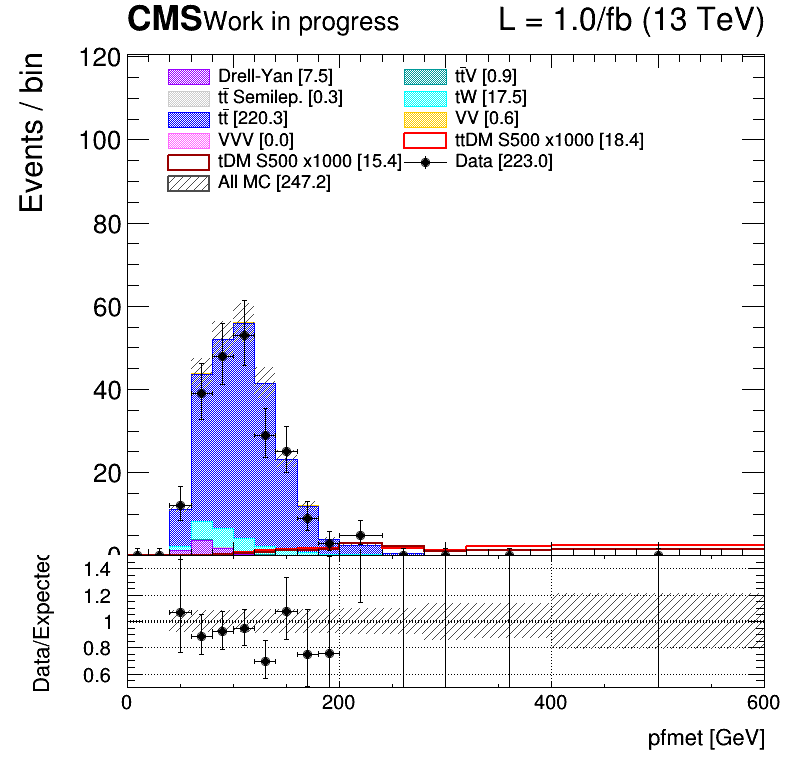 CMS Work in progress L = 1.0/fb (13 TeV)
Events / bin
120
100
80
60
40
20
0
Drell-Yan [7.5] tt̄V [0.9]
tt̄ Semilep. [0.3] tW [17.5]
tt̄ [220.3] VV [0.6]
VVV [0.0] ttDM S500 x1000 [18.4]
tDM S500 x1000 [15.4] Data [223.0]
All MC [247.2]
Data/Expected
1.4
1.2
1
0.8
0.6
0 200 400 600
pfmet [GeV]